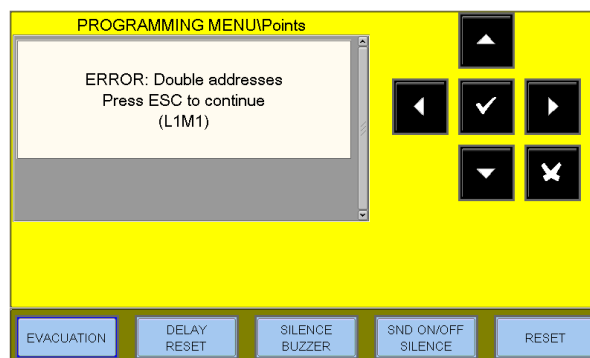 PROGRAMMING MENU\Points
ERROR: Double addresses
Press ESC to continue
(L1M1)
EVACUATION
DELAY
RESET
SILENCE
BUZZER
SND ON/OFF
SILENCE
RESET